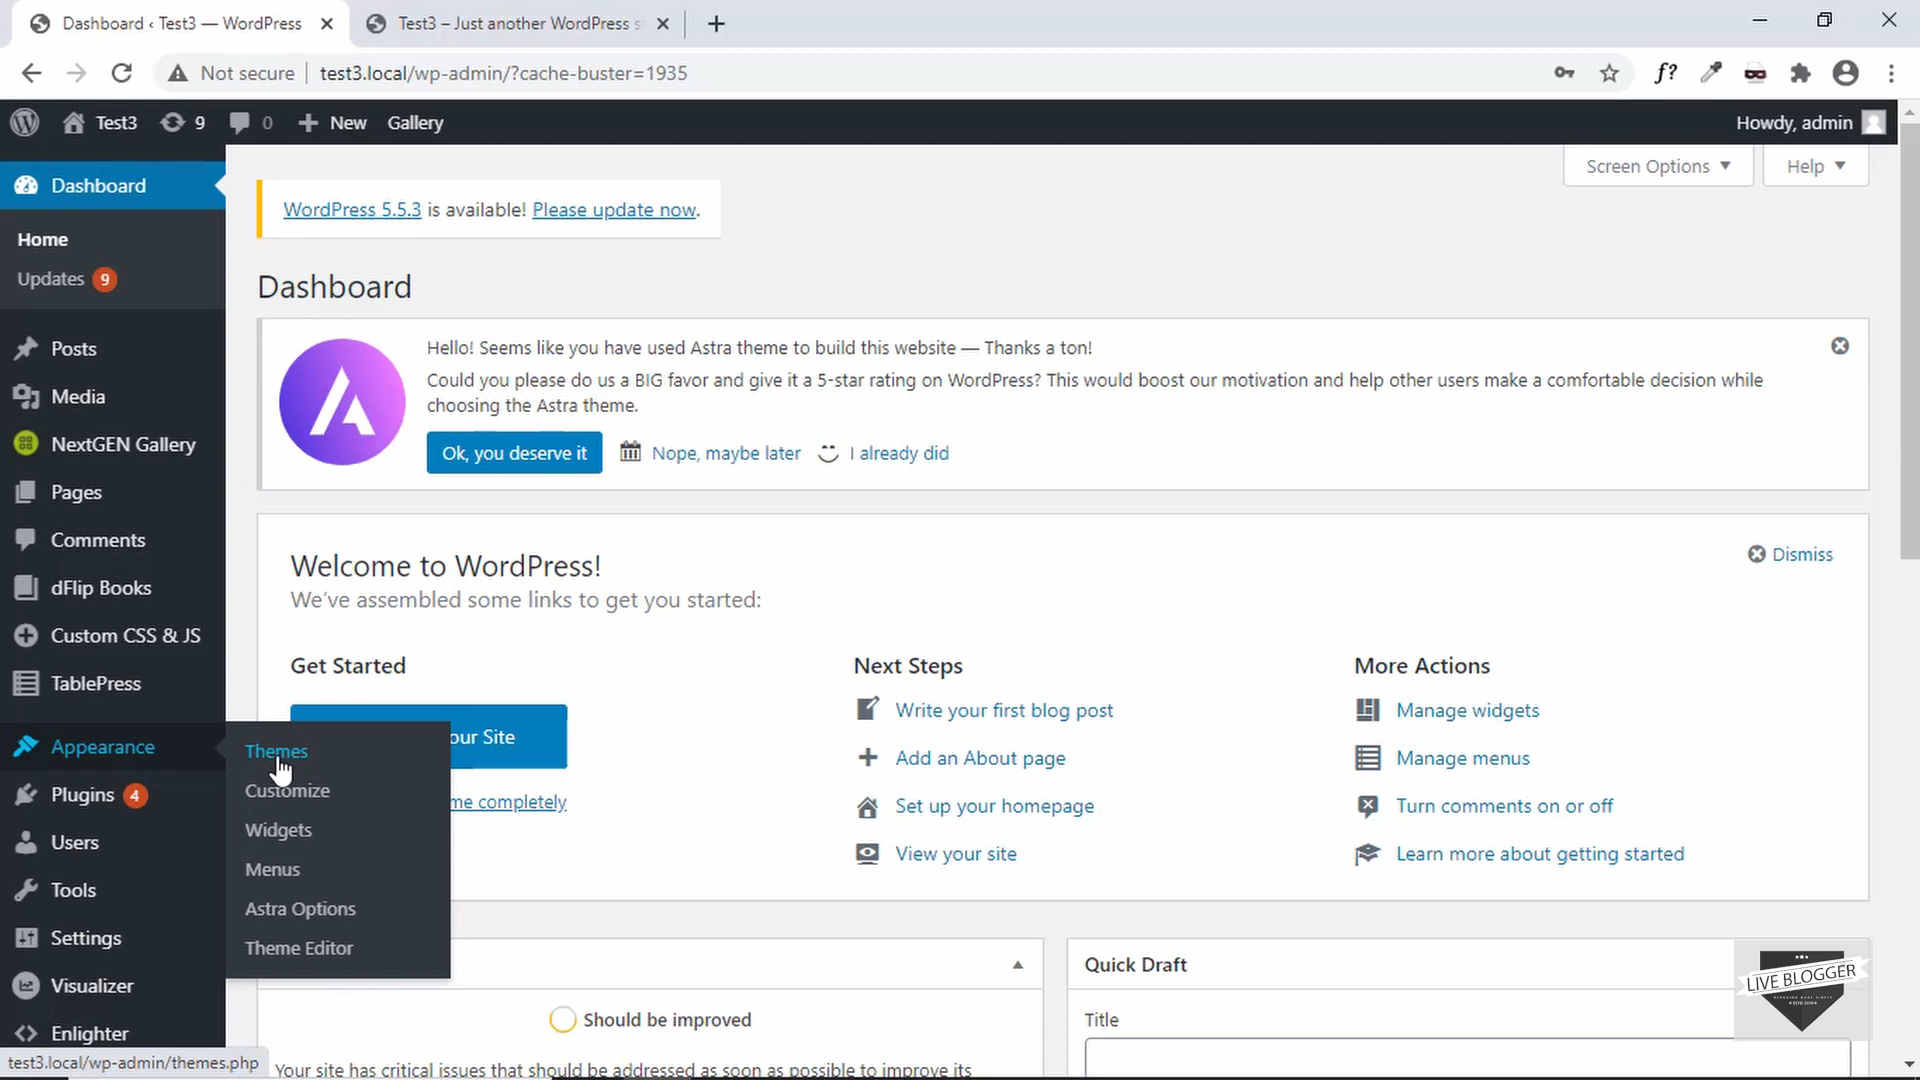 Dashboard ‹ Test3 — WordPress
Test3 – Just another WordPress s
Not secure
test3.local/wp-admin/?cache-buster=1935
f?
Test3
9
0
New
Gallery
Howdy, admin
Screen Options
Help
Dashboard
Home
Updates 9
Posts
Media
NextGEN Gallery
Pages
Comments
dFlip Books
Custom CSS & JS
TablePress
Appearance
Plugins 4
Users
Tools
Settings
Visualizer
Enlighter
Themes
Customize
Widgets
Menus
Astra Options
Theme Editor
WordPress 5.5.3 is available! Please update now.
Dashboard
Hello! Seems like you have used Astra theme to build this website — Thanks a ton!
Could you please do us a BIG favor and give it a 5-star rating on WordPress? This would boost our motivation and help other users make a comfortable decision while
choosing the Astra theme.
Ok, you deserve it
Nope, maybe later
I already did
Welcome to WordPress!
We've assembled some links to get you started:
Dismiss
Get Started
our Site
me completely
Next Steps
Write your first blog post
Add an About page
Set up your homepage
View your site
More Actions
Manage widgets
Manage menus
Turn comments on or off
Learn more about getting started
Should be improved
Your site has critical issues that should be addressed as soon as possible to improve its
Quick Draft
Title
LIVE BLOGGER
test3.local/wp-admin/themes.php